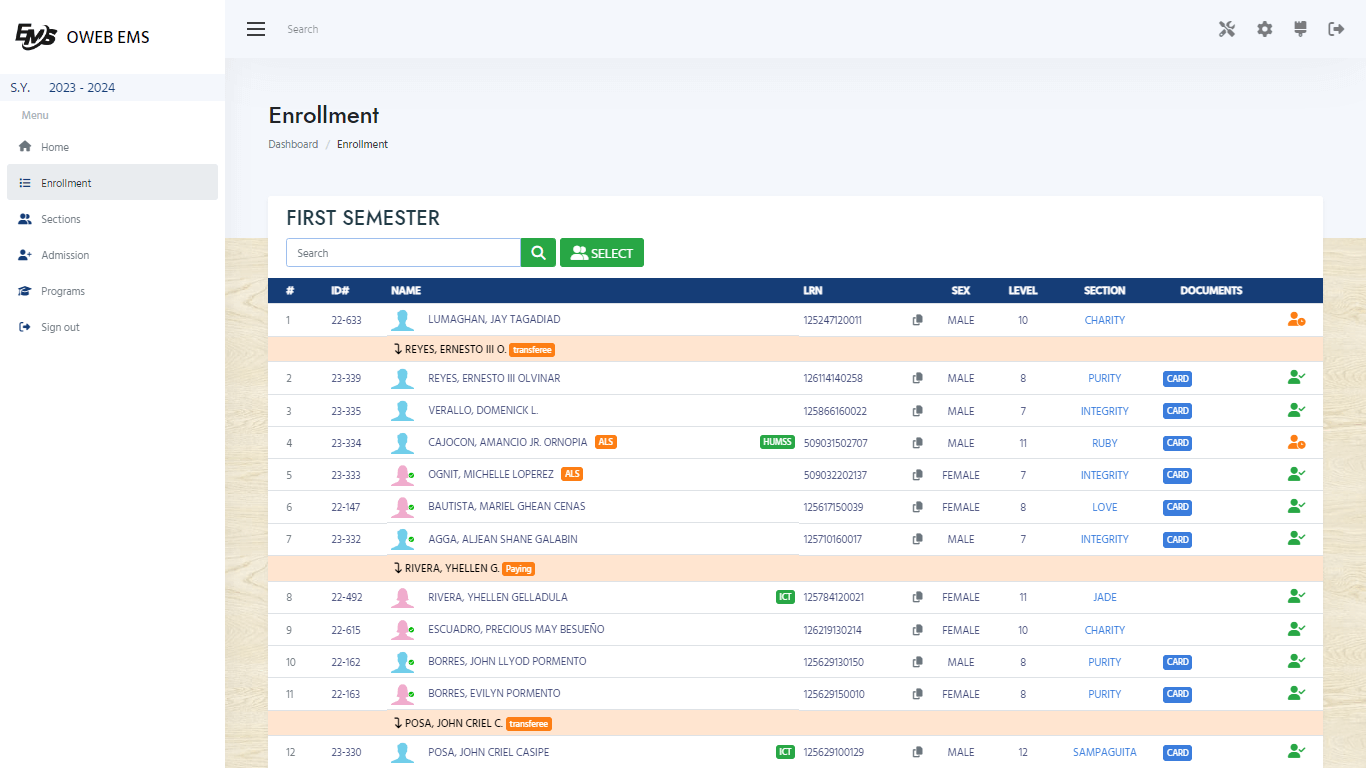 EMS OWEB EMS
Search
S.Y. 2023 - 2024
Menu
Home
Enrollment
Sections
Admission
Programs
Sign out
Enrollment
Dashboard / Enrollment
FIRST SEMESTER
Search SELECT
# ID# NAME LRN SEX LEVEL SECTION DOCUMENTS
1 22-633 LUMAGHAN, JAY TAGADIAD 125247120011 MALE 10 CHARITY
REYES, ERNESTO III O. transferee
2 23-339 REYES, ERNESTO III OLVINAR 126114140258 MALE 8 PURITY CARD
3 23-335 VERALLO, DOMENICK L. 125866160022 MALE 7 INTEGRITY CARD
4 23-334 CAJOCON, AMANCIO JR. ORNOPIA ALS HUMSS 509031502707 MALE 11 RUBY CARD
5 23-333 OGNIT, MICHELLE LOPEREZ ALS 509032202137 FEMALE 7 INTEGRITY CARD
6 22-147 BAUTISTA, MARIEL GHEAN CENAS 125617150039 FEMALE 8 LOVE CARD
7 23-332 AGGA, ALJEAN SHANE GALABIN 125710160017 MALE 7 INTEGRITY CARD
RIVERA, YHELLEN G. Paying
8 22-492 RIVERA, YHELLEN GELLADULA ICT 125784120021 FEMALE 11 JADE
9 22-615 ESCUADRO, PRECIOUS MAY BESUEÑO 126219130214 FEMALE 10 CHARITY
10 22-162 BORRES, JOHN LLYOD PORMENTO 125629130150 MALE 8 PURITY CARD
11 22-163 BORRES, EVILYN PORMENTO 125629150010 FEMALE 8 PURITY CARD
POSA, JOHN CRIEL C. transferee
12 23-330 POSA, JOHN CRIEL CASIPE ICT 125629100129 MALE 12 SAMPAGUITA CARD